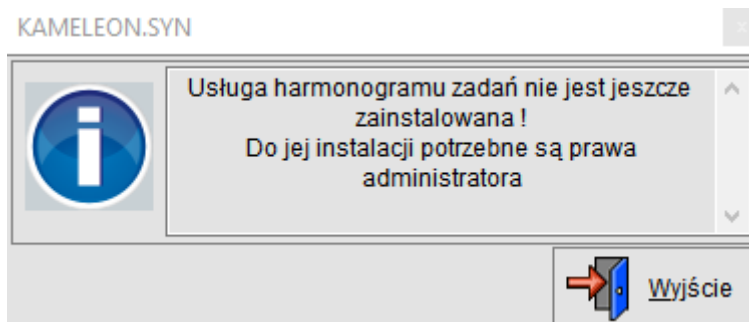 KAMELEON.SYN
Usługa harmonogramu zadań nie jest jeszcze
zainstalowana !
Do jej instalacji potrzebne są prawa
administratora
Wyjście